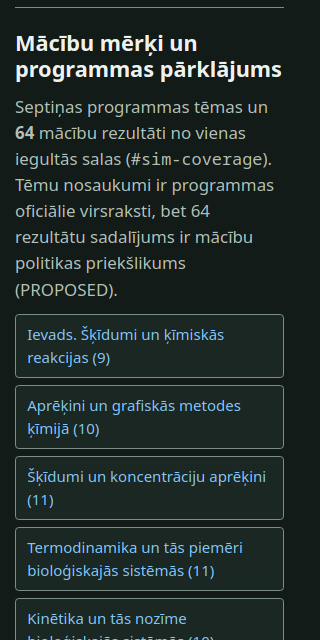 Mācību mērķi un
programmas pārklājums
Septiņas programmas tēmas un
64 mācību rezultāti no vienas
iegultās salas (#sim-coverage).
Tēmu nosaukumi ir programmas
oficiālie virsraksti, bet 64
rezultātu sadalījums ir mācību
politikas priekšlikums
(PROPOSED).
Ievads. Šķīdumi un ķīmiskās
reakcijas (9)
Aprēķini un grafiskās metodes
ķīmijā (10)
Šķīdumi un koncentrāciju aprēķini
(11)
Termodinamika un tās piemēri
bioloģiskajās sistēmās (11)
Kinētika un tās nozīme